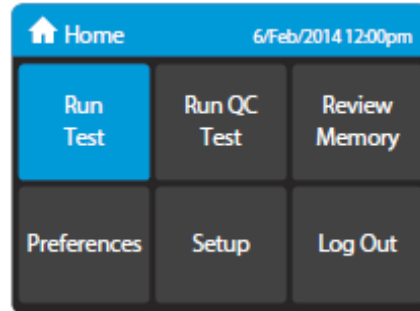 Home 6/Feb/2014 12:00pm
Run
Test
Run QC
Test
Review
Memory
Preferences
Setup
Log Out